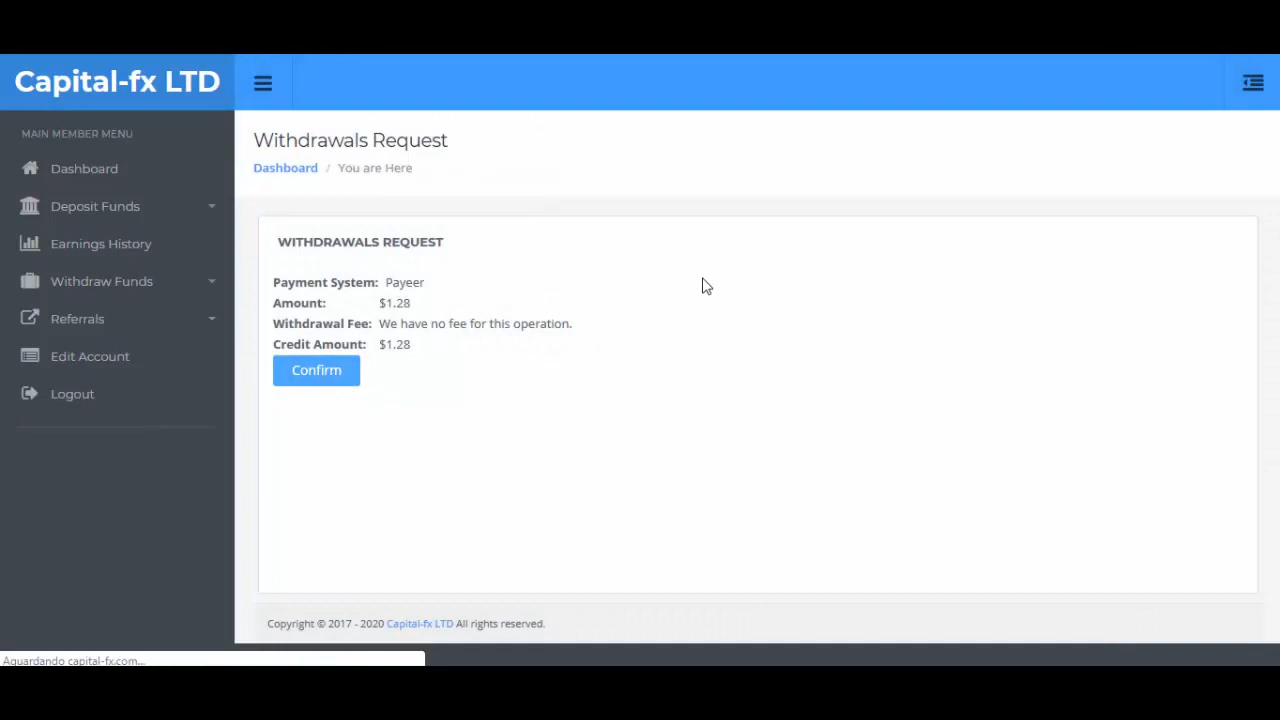 Capital-fx LTD
MAIN MEMBER MENU
Dashboard
Deposit Funds
Earnings History
Withdraw Funds
Referrals
Edit Account
Logout
Withdrawals Request
Dashboard / You are Here
WITHDRAWALS REQUEST
Payment System: Payeer
Amount: $1.28
Withdrawal Fee: We have no fee for this operation.
Credit Amount: $1.28
Confirm
Copyright © 2017 - 2020 Capital-fx LTD All rights reserved.
Aguardando capital-fx.com...